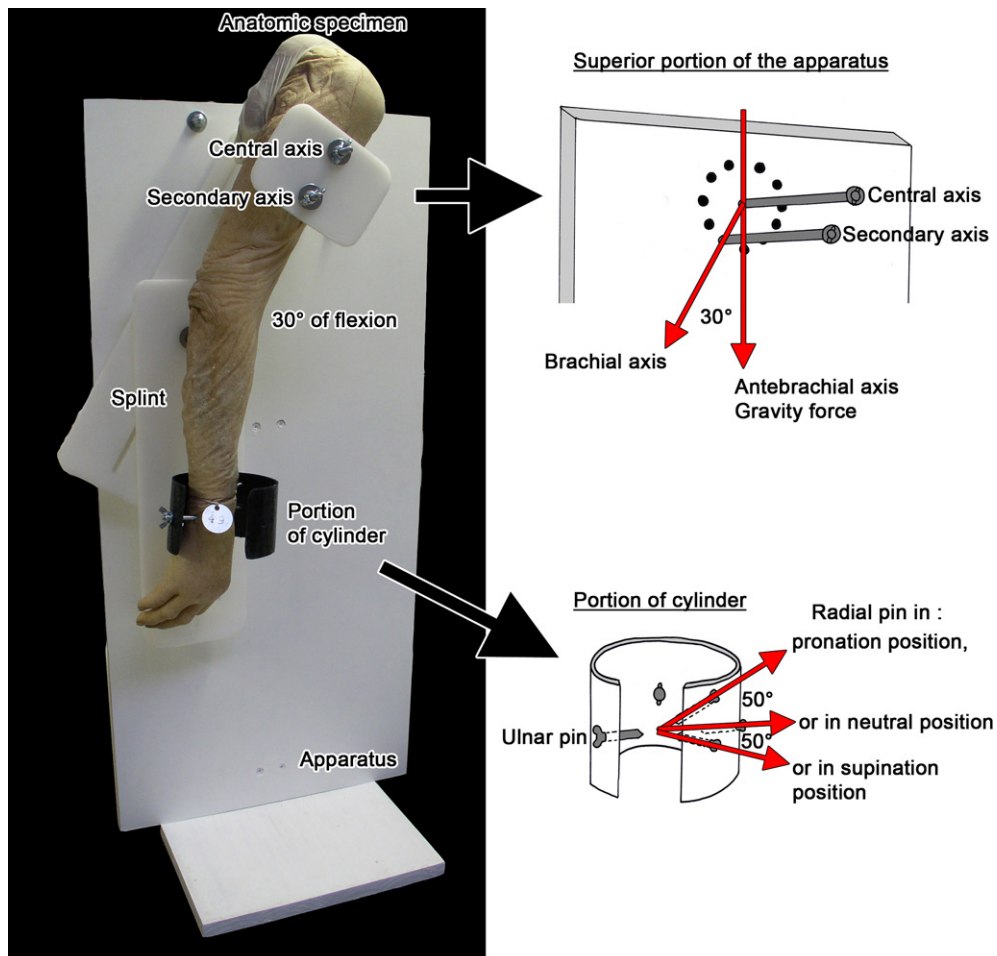 Anatomic specimen
Central axis
Secondary axis
30° of flexion
Splint
Portion
of cylinder
Apparatus
Superior portion of the apparatus
Central axis
Secondary axis
30°
Brachial axis
Antebrachial axis
Gravity force
Portion of cylinder
Radial pin in :
pronation position,
50°
Ulnar pin
or in neutral position
50°
or in supination
position